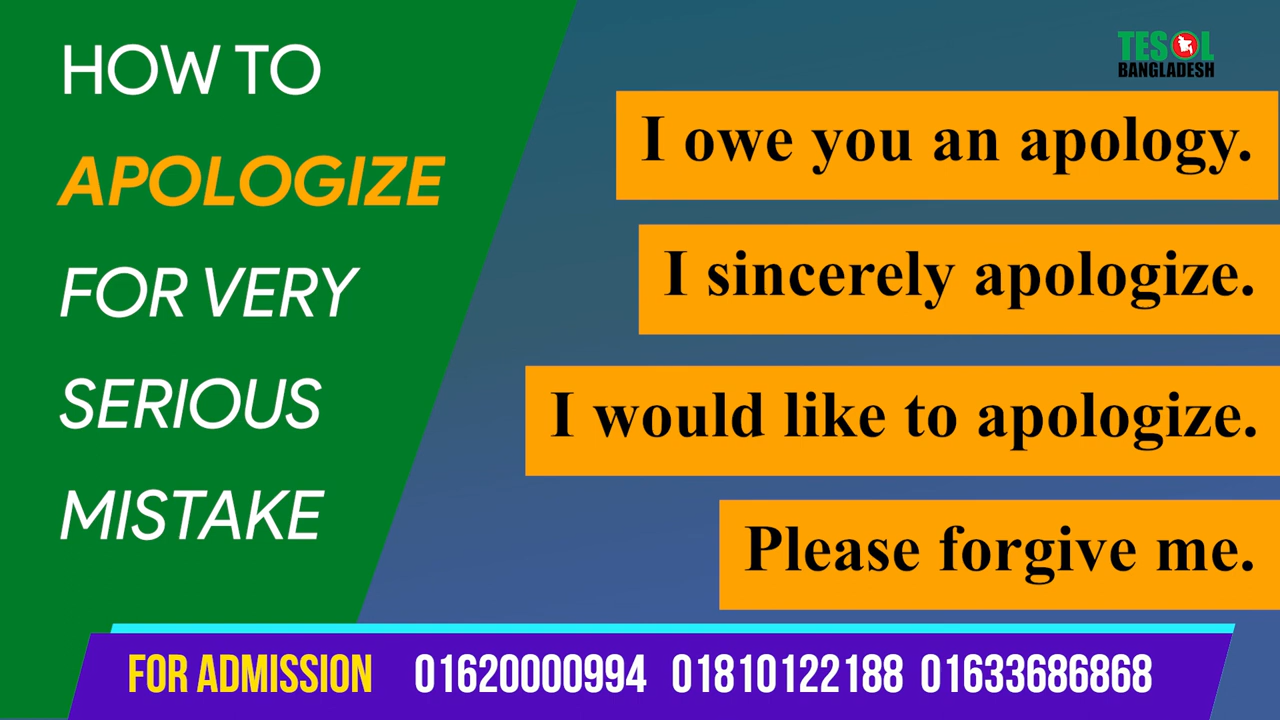 HOW TO
APOLOGIZE
FOR VERY
SERIOUS
MISTAKE
TESOL
BANGLADESH
I owe you an apology.
I sincerely apologize.
I would like to apologize.
Please forgive me.
FOR ADMISSION 01620000994 01810122188 01633686868